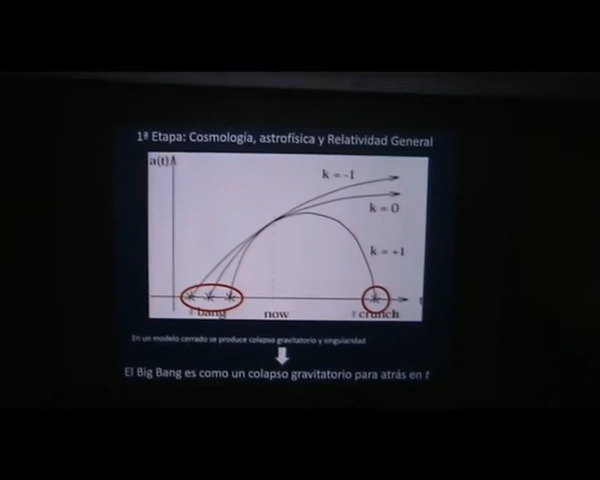 1ª Etapa: Cosmología, astrofísica y Relatividad General
a(t)
k = -1
k = 0
k = +1
t
bang now crunch
En un modelo cerrado se produce colapso gravitatorio y singularidad
El Big Bang es como un colapso gravitatorio para atrás en t